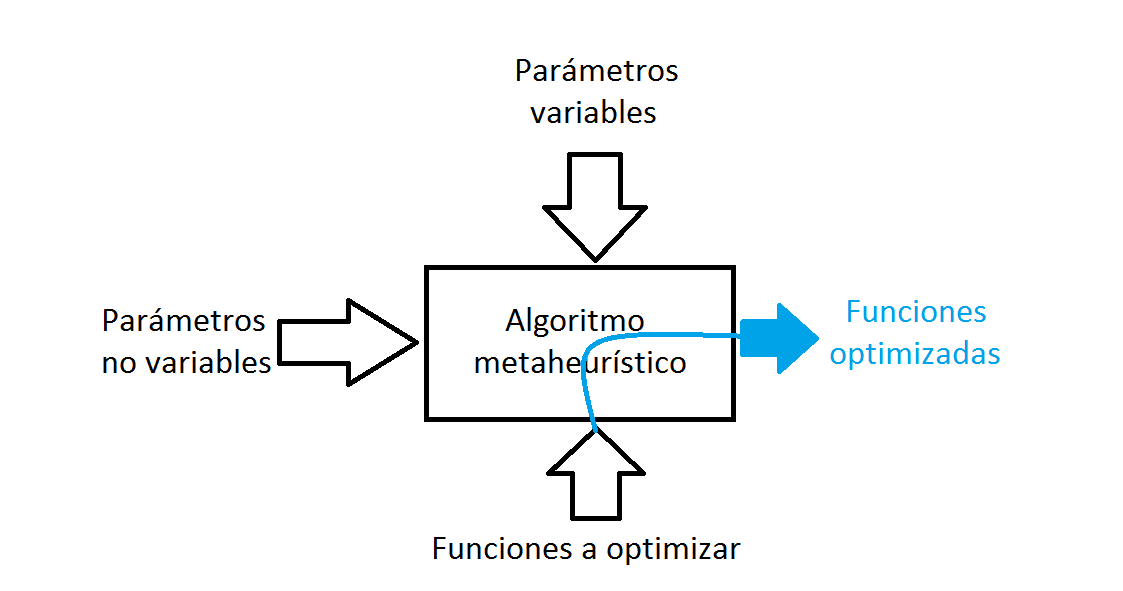 Parámetros
variables
Parámetros
no variables
Algoritmo
metaheurístico
Funciones
optimizadas
Funciones a optimizar